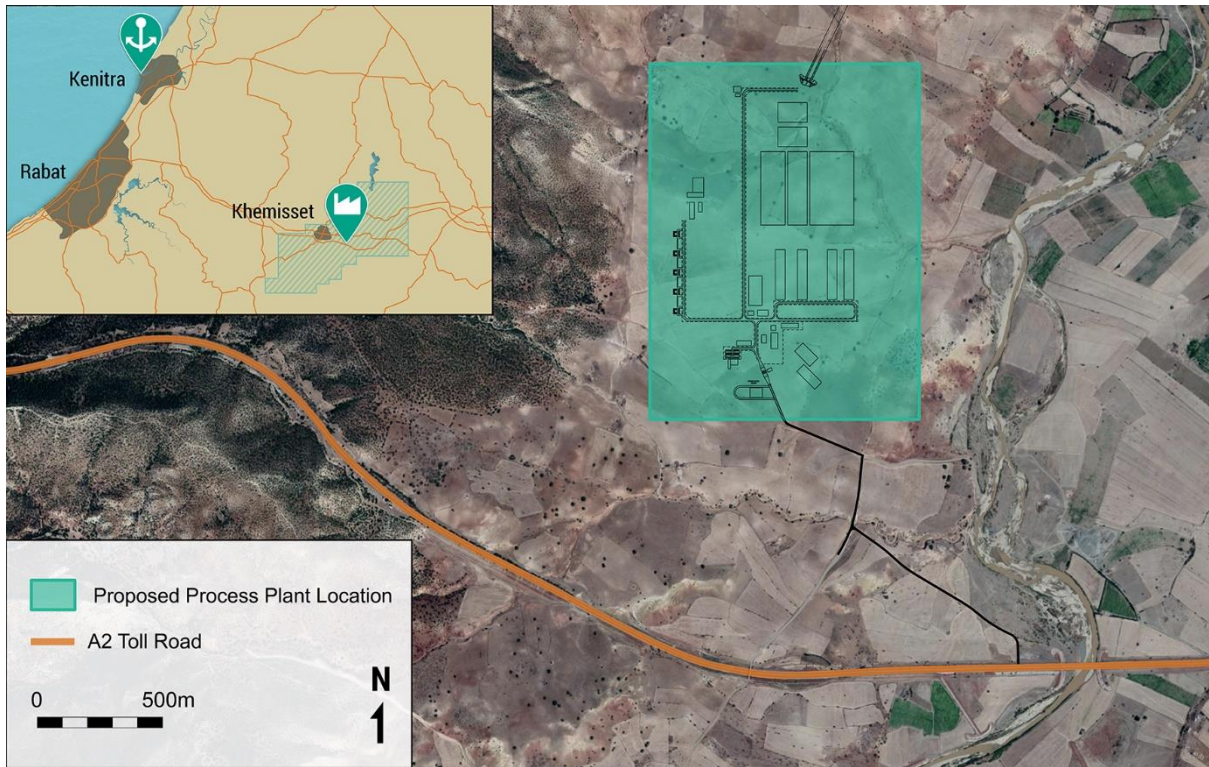 Kenitra
Rabat
Khemisset
Proposed Process Plant Location
A2 Toll Road
0 500m
N